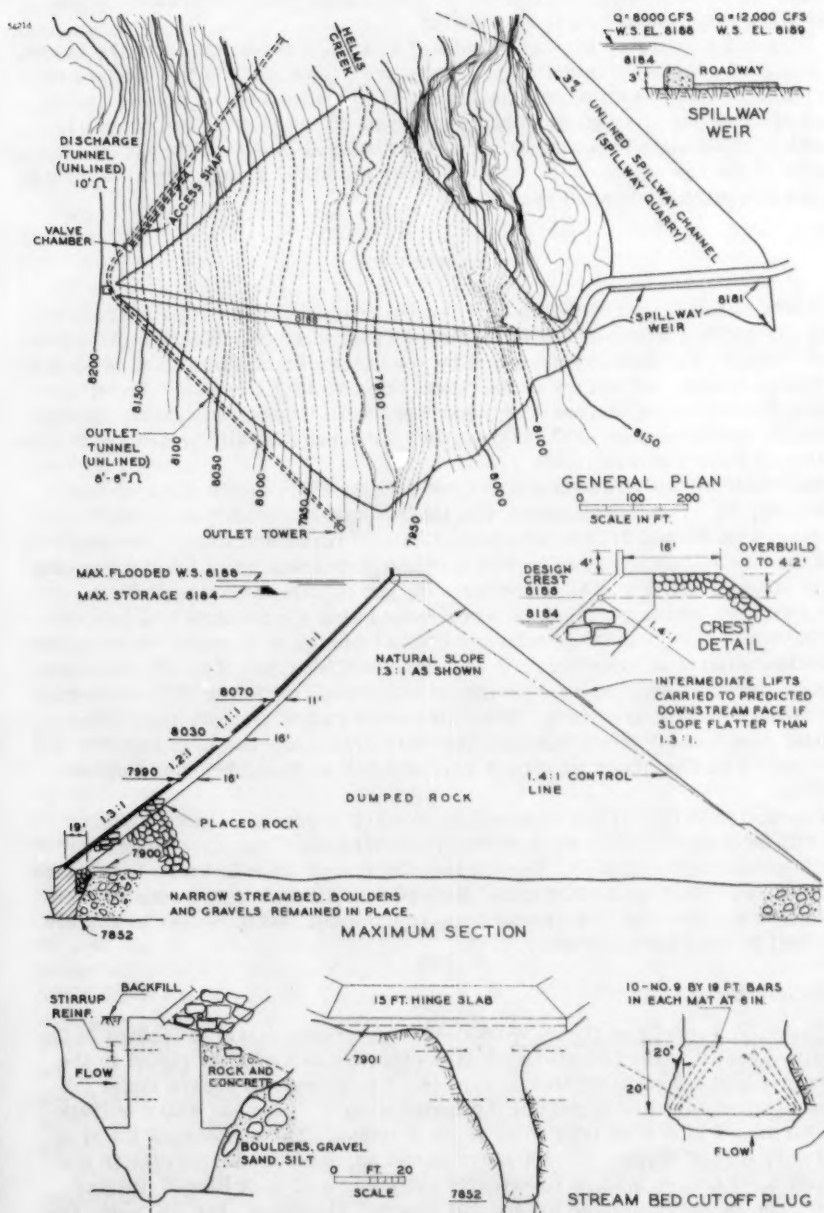 54214
HELMS CREEK
Q=8000 CFS Q=12,000 CFS
W.S. EL. 8188 W.S. EL. 8189
8184
3'
ROADWAY
SPILLWAY
WEIR
3%
UNLINED SPILLWAY CHANNEL
(SPILLWAY QUARRY)
DISCHARGE
TUNNEL
(UNLINED)
10'
ACCESS SHAFT
VALVE
CHAMBER
8188
7900
SPILLWAY
WEIR
8181
8200
8150
8100
8050
8000
7950
OUTLET
TUNNEL
(UNLINED)
8'-6"
OUTLET TOWER
7950
8000
8100
8150
GENERAL PLAN
0 100 200
SCALE IN FT.
MAX. FLOODED W.S. 8188
MAX. STORAGE 8184
DESIGN
CREST
8188
4'
16'
OVERBUILD
0 TO 4.2'
8184
1.4:1
CREST
DETAIL
1:1
NATURAL SLOPE
1.3:1 AS SHOWN
8070
11'
1.1:1
8030
16'
1.2:1
7990
16'
1.3:1
INTERMEDIATE LIFTS
CARRIED TO PREDICTED
DOWNSTREAM FACE IF
SLOPE FLATTER THAN
1.3:1.
1.4:1 CONTROL
LINE
DUMPED ROCK
PLACED ROCK
19'
7900
NARROW STREAMBED. BOULDERS
AND GRAVELS REMAINED IN PLACE.
7852
MAXIMUM SECTION
STIRRUP
REINF.
BACKFILL
FLOW
ROCK AND
CONCRETE
BOULDERS, GRAVEL
SAND, SILT
15 FT. HINGE SLAB
7901
0 FT. 20
SCALE
7852
10-NO. 9 BY 19 FT. BARS
IN EACH MAT AT 6 IN.
20"
20'
FLOW
STREAM BED CUTOFF PLUG